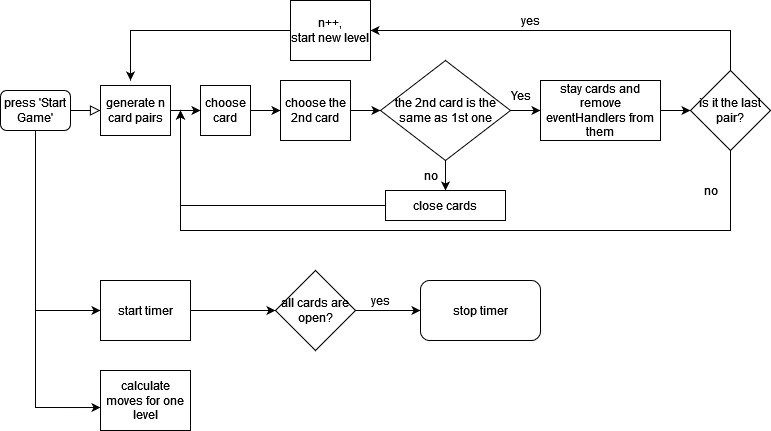 n++,
start new level
yes
press 'Start
Game'
generate n
card pairs
choose
card
choose the
2nd card
the 2nd card is the
same as 1st one
Yes
stay cards and
remove
eventHandlers from
them
is it the last
pair?
no
close cards
no
start timer
all cards are
open?
yes
stop timer
calculate
moves for one
level